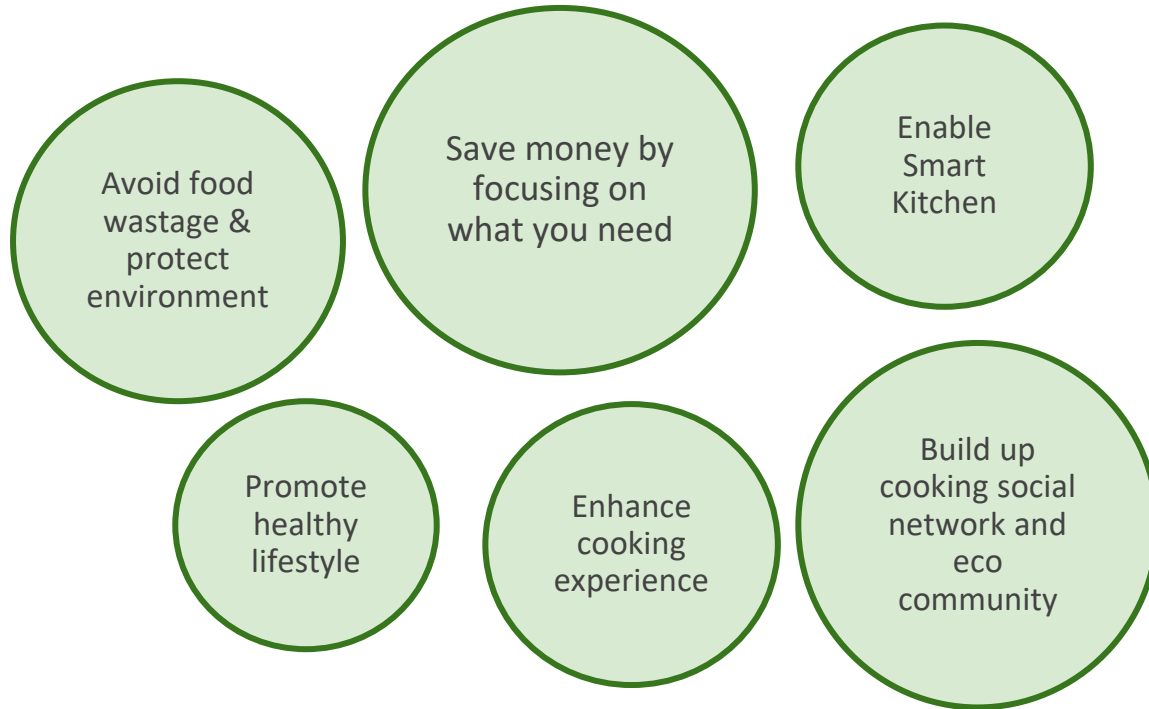 Avoid food
wastage &
protect
environment
Save money by
focusing on
what you need
Enable
Smart
Kitchen
Promote
healthy
lifestyle
Enhance
cooking
experience
Build up
cooking social
network and
eco
community